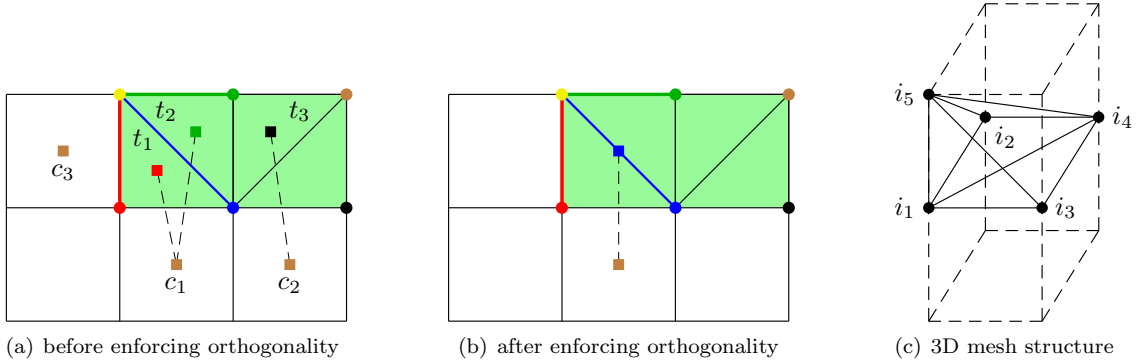 t₂
t₃
t₁
c₃
c₁
c₂
(a) before enforcing orthogonality
(b) after enforcing orthogonality
i₅
i₄
i₂
i₁
i₃
(c) 3D mesh structure